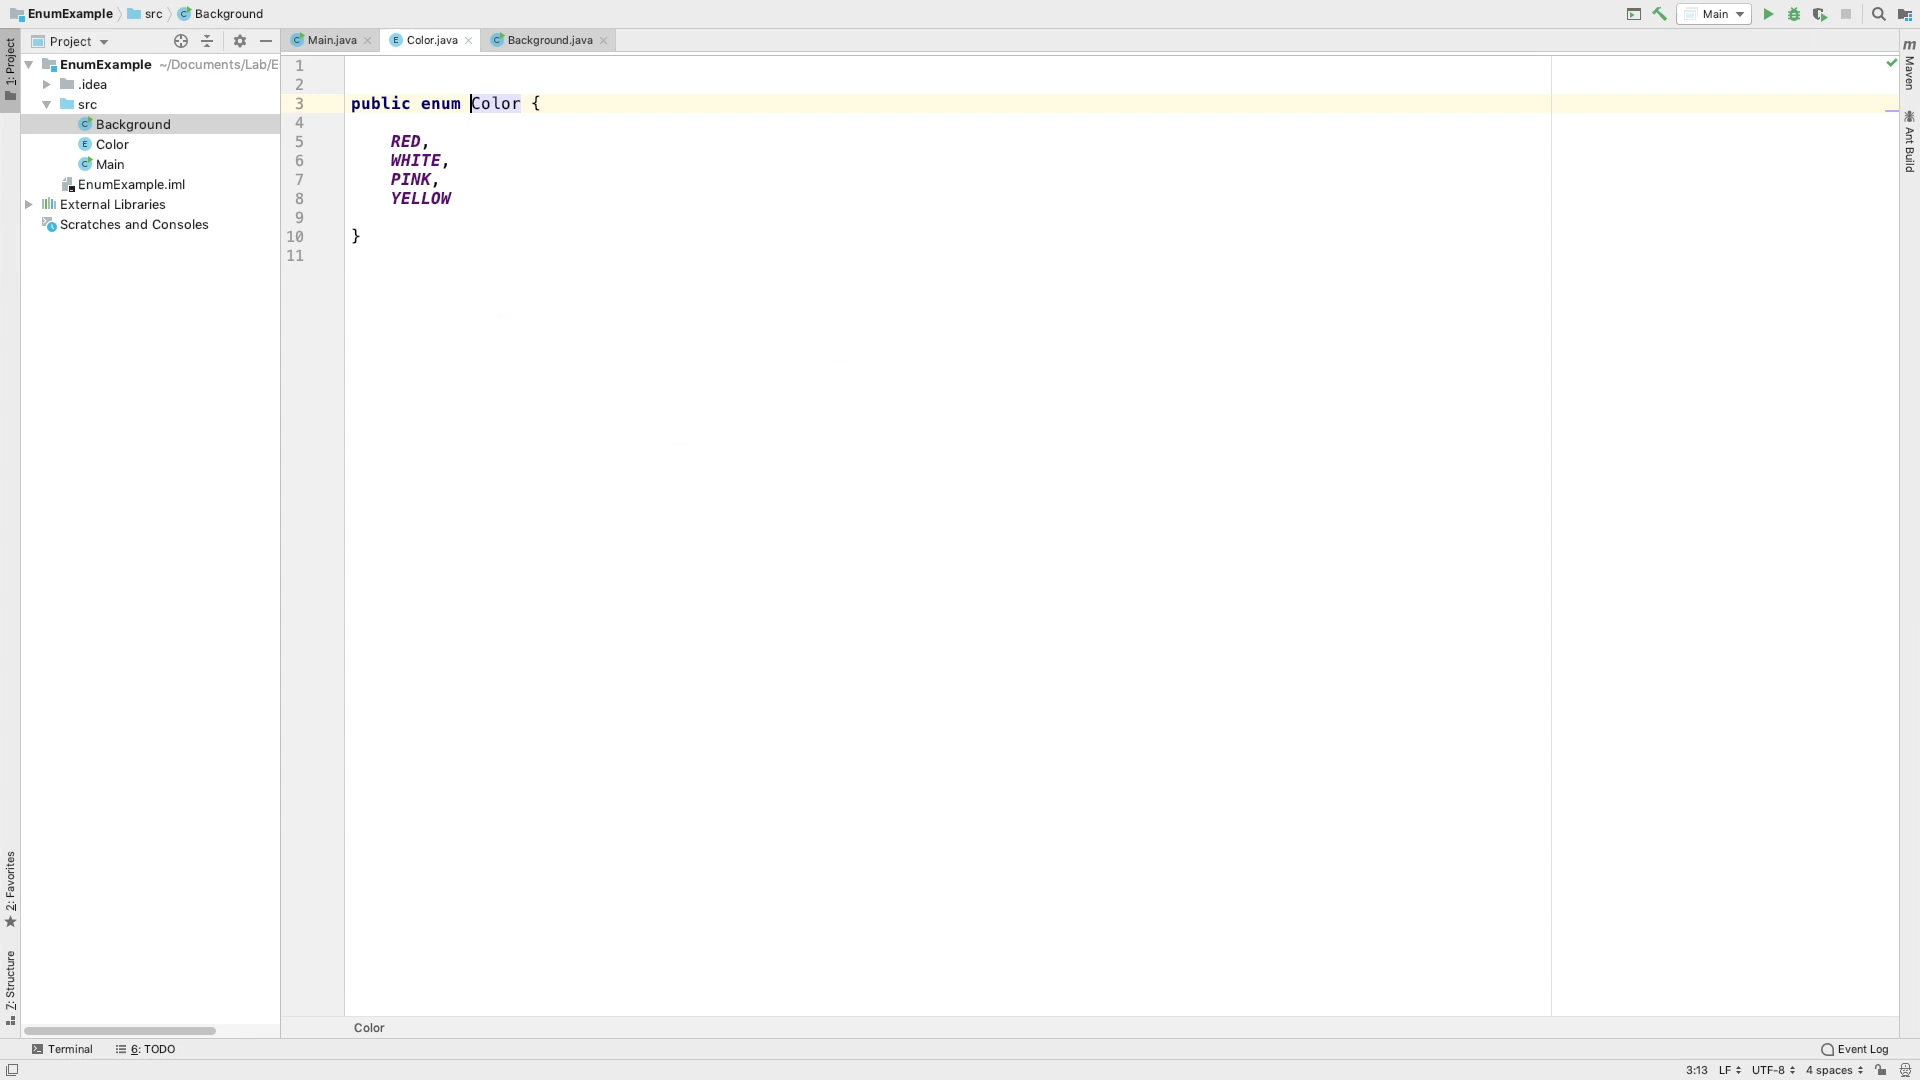 EnumExample src Background
Main
Project
Main.java
Color.java
Background.java
1: Project
EnumExample ~/Documents/Lab/E
.idea
src
Background
Color
Main
EnumExample.iml
External Libraries
Scratches and Consoles
1
2
3 public enum Color {
4
5 RED,
6 WHITE,
7 PINK,
8 YELLOW
9
10 }
11
m
Maven
Ant Build
2: Favorites
7: Structure
Color
Terminal
6: TODO
Event Log
3:13 LF UTF-8 4 spaces